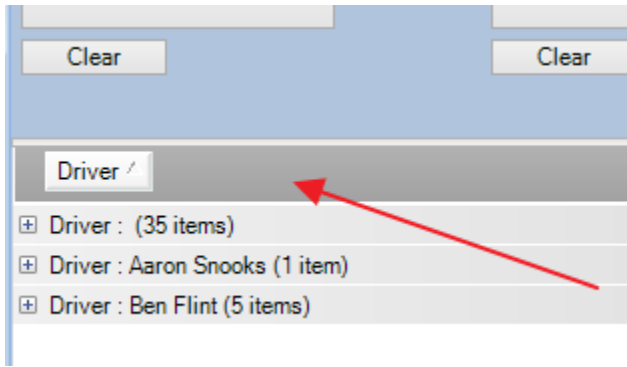 Clear Clear
Driver
Driver : (35 items)
Driver : Aaron Snooks (1 item)
Driver : Ben Flint (5 items)